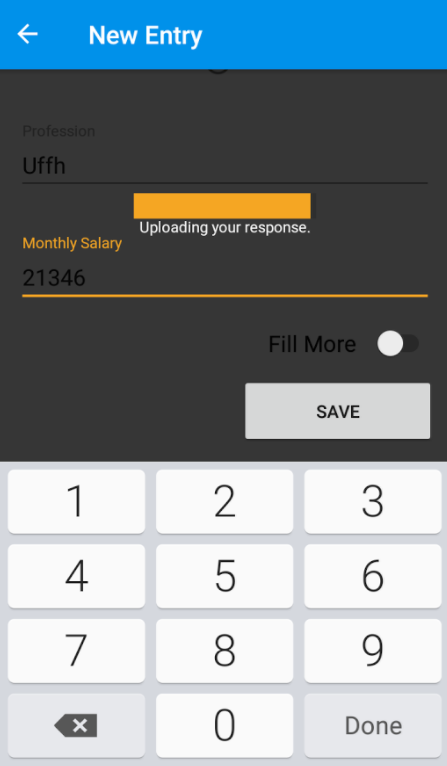 New Entry
Profession
Uffh
Uploading your response.
Monthly Salary
21346
Fill More
SAVE
1 2 3
4 5 6
7 8 9
0 Done